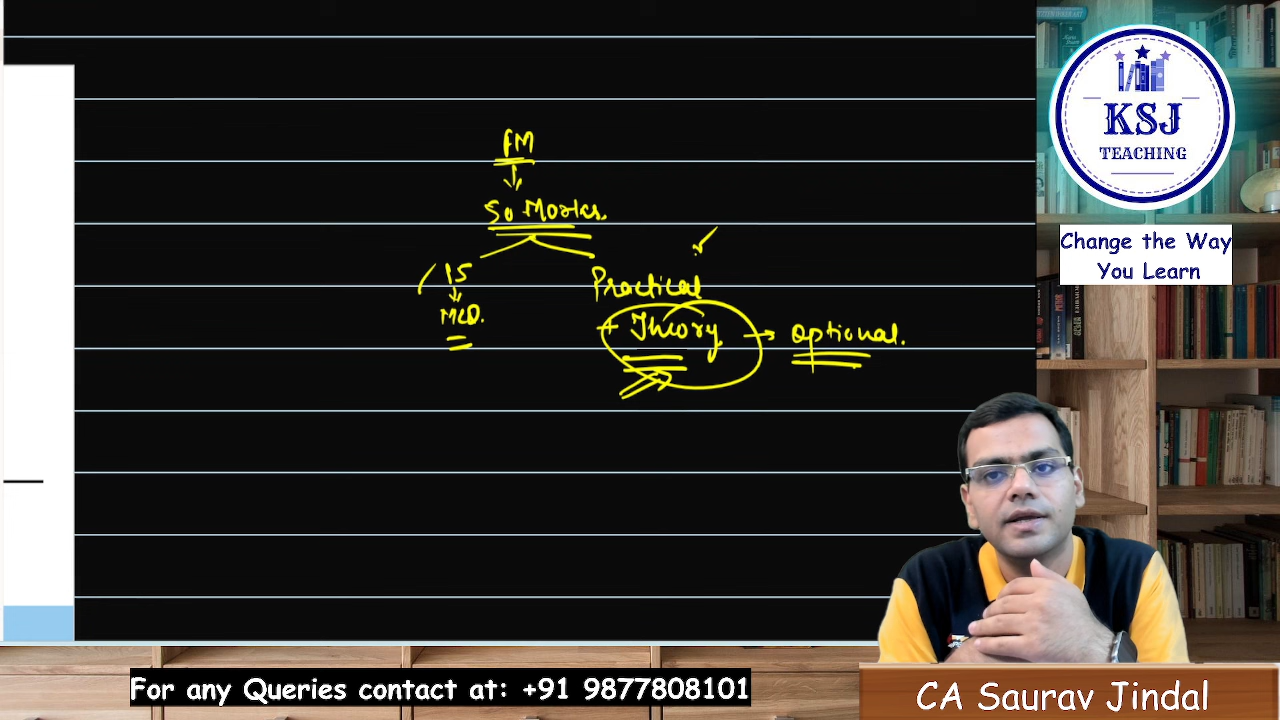 FM
50 Marks.
15
MCQ.
Practical
+ Theory → optional.
KSJ
TEACHING
Change the Way
You Learn
For any Queries contact at: +91 9877808101
CA Saurav Jindal